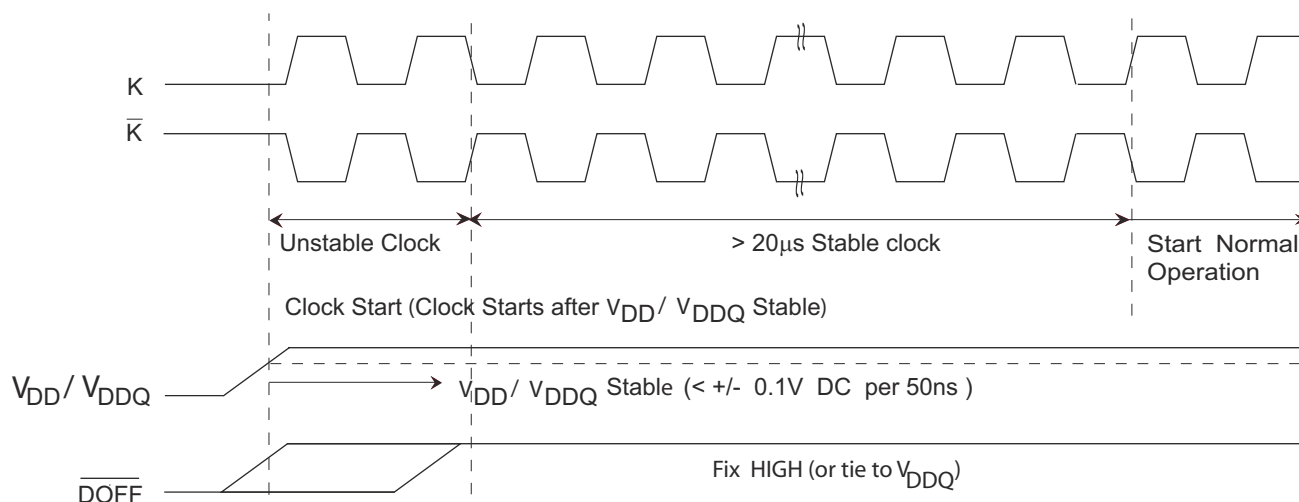 K
K̅
Unstable Clock
> 20μs Stable clock
Start Normal
Operation
Clock Start (Clock Starts after VDD / VDDQ Stable)
VDD / VDDQ
VDD / VDDQ Stable (< +/- 0.1V DC per 50ns )
Fix HIGH (or tie to VDDQ)
DOFF